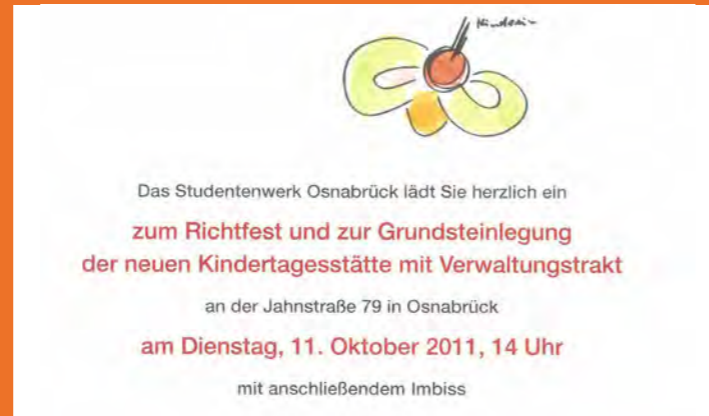 Das Studentenwerk Osnabrück lädt Sie herzlich ein
zum Richtfest und zur Grundsteinlegung
der neuen Kindertagesstätte mit Verwaltungstrakt
an der Jahnstraße 79 in Osnabrück
am Dienstag, 11. Oktober 2011, 14 Uhr
mit anschließendem Imbiss